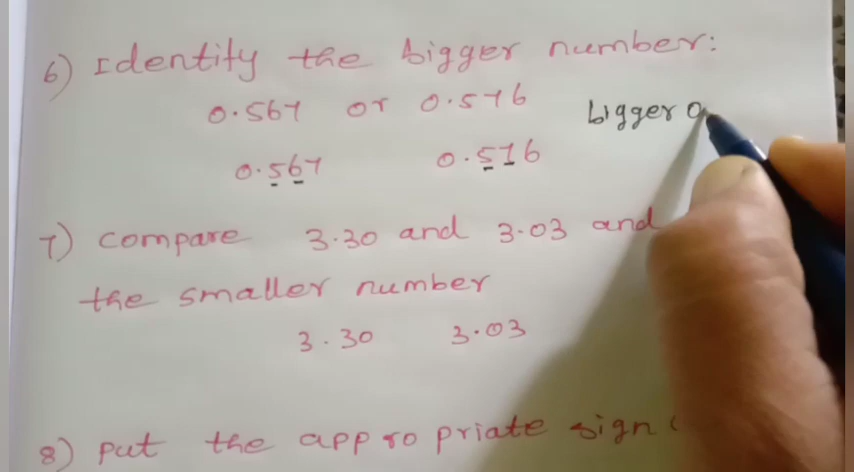 6) Identify the bigger number:
0.567 or 0.576 bigger 0
0.567 0.576
7) compare 3.30 and 3.03 and
the smaller number
3.30 3.03
8) put the appropriate sign (